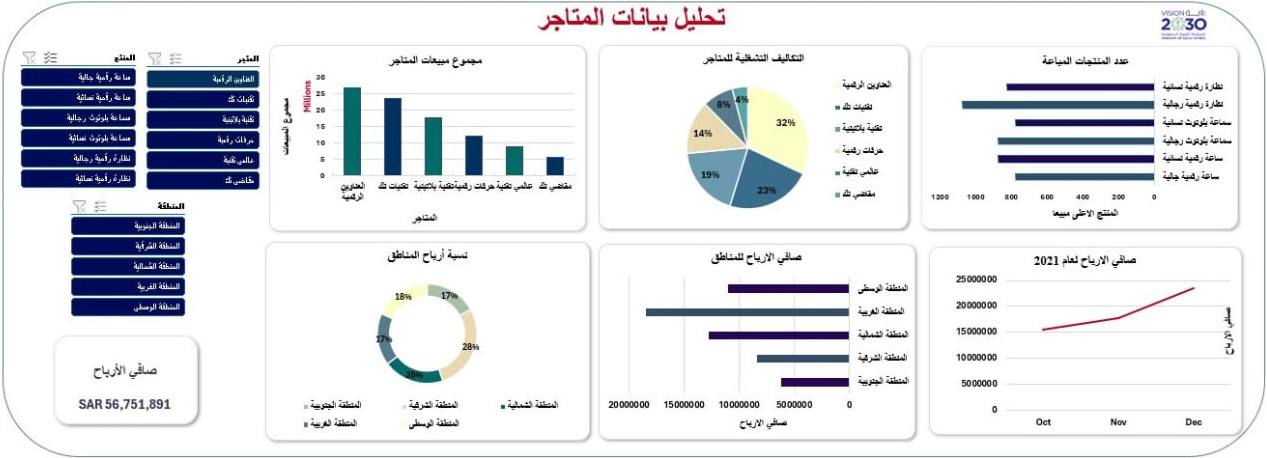 تحليل بيانات المتاجر
VISION رؤية
2030
المتجر
العناوين الرقمية
تقنيات تك
تقنية بلاتينية
حرفات رقمية
عالمي تقنية
مقاضي تك
المنتج
ساعة رقمية جالية
ساعة رقمية نسائية
ساعة بلوتوث رجالية
ساعة بلوتوث نسائية
نظارة رقمية رجالية
نظارة رقمية نسائية
المنطقة
المنطقة الجنوبية
المنطقة الشرقية
المنطقة الشمالية
المنطقة الغربية
المنطقة الوسطى
صافي الأرباح
SAR 56,751,891
مجموع مبيعات المتاجر
مجموع المبيعات
Millions
30
25
20
15
10
5
0
العناوين الرقمية
تقنيات تك
تقنية بلاتينية
حرفات رقمية
عالمي تقنية
مقاضي تك
المتاجر
التكاليف التشغلية للمتاجر
32%
23%
19%
14%
8%
4%
العناوين الرقمية
تقنيات تك
تقنية بلاتينية
حرفات رقمية
عالمي تقنية
مقاضي تك
عدد المنتجات المباعة
نظارة رقمية نسائية
نظارة رقمية رجالية
سماعة بلوتوث نسائية
سماعة بلوتوث رجالية
ساعة رقمية نسائية
ساعة رقمية جالية
1200 1000 800 600 400 200 0
المنتج الاعلى مبيعا
نسبة أرباح المناطق
17%
28%
20%
17%
18%
المنطقة الجنوبية
المنطقة الشرقية
المنطقة الشمالية
المنطقة الغربية
المنطقة الوسطى
صافي الارباح للمناطق
المنطقة الوسطى
المنطقة الغربية
المنطقة الشمالية
المنطقة الشرقية
المنطقة الجنوبية
20000000 15000000 10000000 5000000 0
صافي الارباح
صافي الارباح لعام 2021
25000000
20000000
15000000
10000000
5000000
0
Oct Nov Dec
صافي الارباح